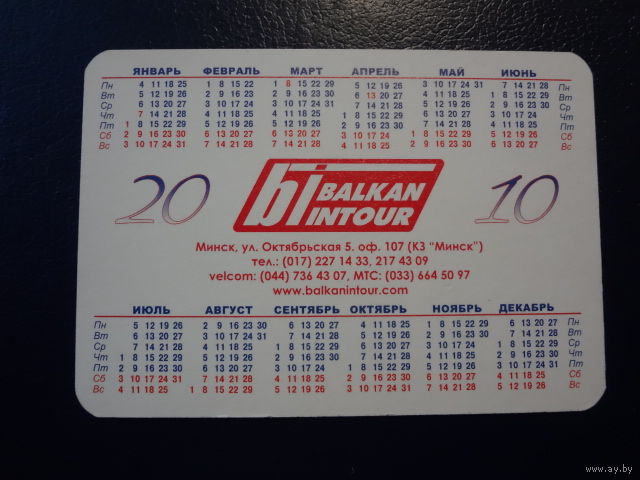 ЯНВАРЬ ФЕВРАЛЬ МАРТ АПРЕЛЬ МАЙ ИЮНЬ
Пн 4 11 18 25 1 8 15 22 1 8 15 22 29 5 12 19 26 3 10 17 24 31 7 14 21 28 Пн
Вт 5 12 19 26 2 9 16 23 2 9 16 23 30 6 13 20 27 4 11 18 25 1 8 15 22 29 Вт
Ср 6 13 20 27 3 10 17 24 3 10 17 24 31 7 14 21 28 5 12 19 26 2 9 16 23 30 Ср
Чт 7 14 21 28 4 11 18 25 4 11 18 25 1 8 15 22 29 6 13 20 27 3 10 17 24 Чт
Пт 1 8 15 22 29 5 12 19 26 5 12 19 26 2 9 16 23 30 7 14 21 28 4 11 18 25 Пт
Сб 2 9 16 23 30 6 13 20 27 6 13 20 27 3 10 17 24 1 8 15 22 29 5 12 19 26 Сб
Вс 3 10 17 24 31 7 14 21 28 7 14 21 28 4 11 18 25 2 9 16 23 30 6 13 20 27 Вс
20 bi BALKAN INTOUR 10
Минск, ул. Октябрьская 5. оф. 107 (КЗ "Минск")
тел.: (017) 227 14 33, 217 43 09
velcom: (044) 736 43 07, МТС: (033) 664 50 97
www.balkanintour.com
ИЮЛЬ АВГУСТ СЕНТЯБРЬ ОКТЯБРЬ НОЯБРЬ ДЕКАБРЬ
Пн 5 12 19 26 2 9 16 23 30 6 13 20 27 4 11 18 25 1 8 15 22 29 6 13 20 27 Пн
Вт 6 13 20 27 3 10 17 24 31 7 14 21 28 5 12 19 26 2 9 16 23 30 7 14 21 28 Вт
Ср 7 14 21 28 4 11 18 25 1 8 15 22 29 6 13 20 27 3 10 17 24 1 8 15 22 29 Ср
Чт 1 8 15 22 29 5 12 19 26 2 9 16 23 30 7 14 21 28 4 11 18 25 2 9 16 23 30 Чт
Пт 2 9 16 23 30 6 13 20 27 3 10 17 24 1 8 15 22 29 5 12 19 26 3 10 17 24 31 Пт
Сб 3 10 17 24 31 7 14 21 28 4 11 18 25 2 9 16 23 30 6 13 20 27 4 11 18 25 Сб
Вс 4 11 18 25 1 8 15 22 29 5 12 19 26 3 10 17 24 31 7 14 21 28 5 12 19 26 Вс
www.ay.by